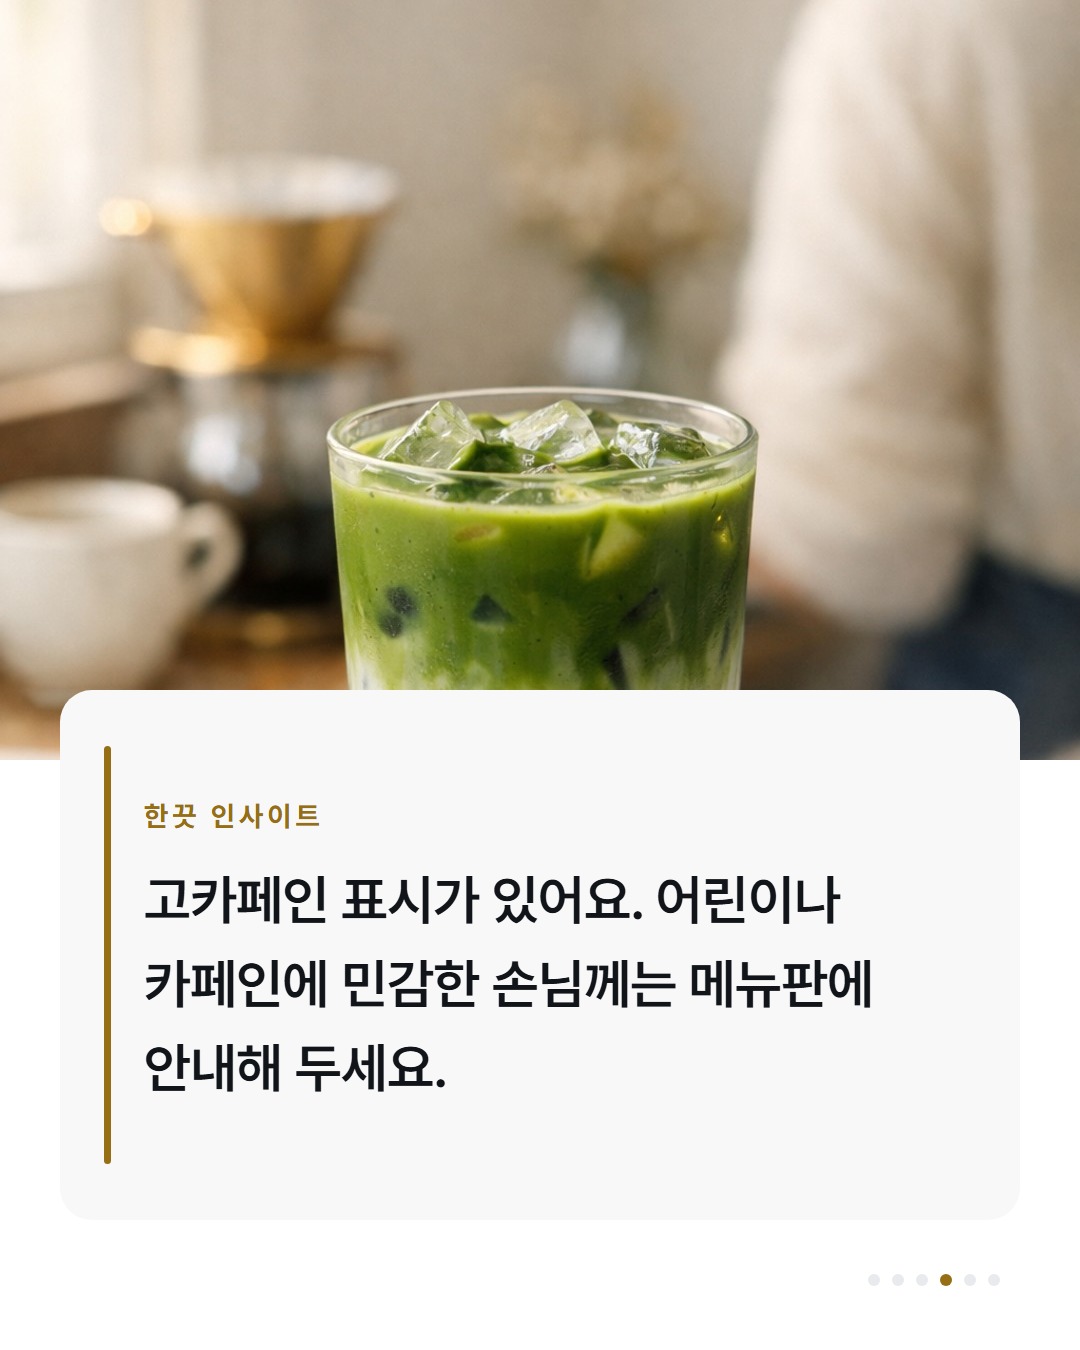 한끗 인사이트
고카페인 표시가 있어요. 어린이나
카페인에 민감한 손님께는 메뉴판에
안내해 두세요.